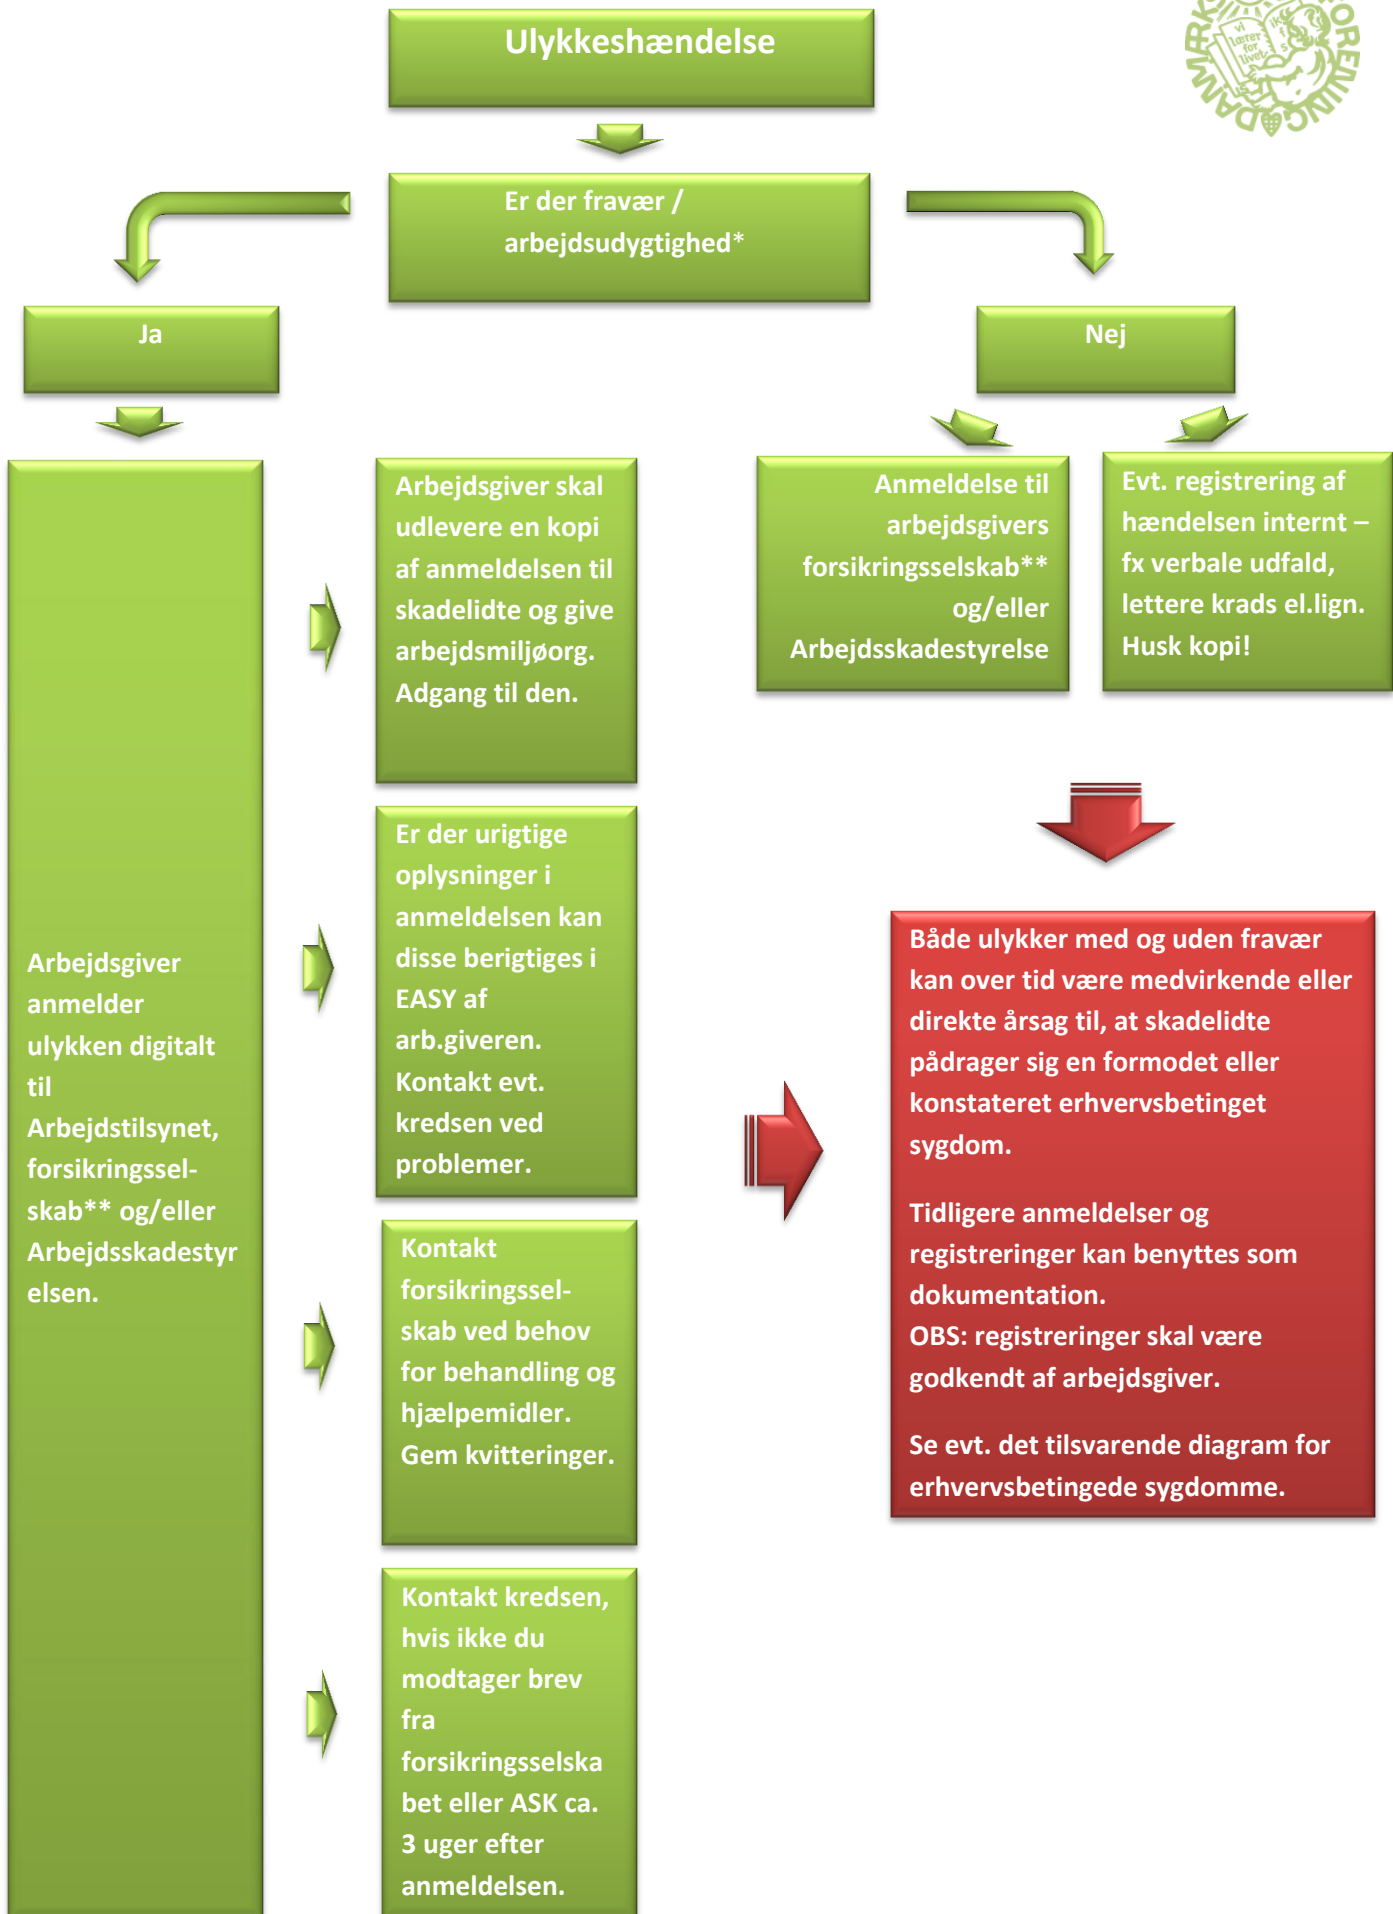 Ulykkeshændelse
DANMARKS
FORENING
vi
lærer
for
livet
Er der fravær /
arbejdsudygtighed*
Ja
Nej
Arbejdsgiver
anmelder
ulykken digitalt
til
Arbejdstilsynet,
forsikringssel-
skab** og/eller
Arbejdsskadestyr
elsen.
Arbejdsgiver skal
udlevere en kopi
af anmeldelsen til
skadelidte og give
arbejdsmiljøorg.
Adgang til den.
Er der urigtige
oplysninger i
anmeldelsen kan
disse berigtiges i
EASY af
arb.giveren.
Kontakt evt.
kredsen ved
problemer.
Kontakt
forsikringssel-
skab ved behov
for behandling og
hjælpemidler.
Gem kvitteringer.
Kontakt kredsen,
hvis ikke du
modtager brev
fra
forsikringsselska
bet eller ASK ca.
3 uger efter
anmeldelsen.
Anmeldelse til
arbejdsgivers
forsikringsselskab**
og/eller
Arbejdsskadestyrelse
Evt. registrering af
hændelsen internt –
fx verbale udfald,
lettere krads el.lign.
Husk kopi!
Både ulykker med og uden fravær
kan over tid være medvirkende eller
direkte årsag til, at skadelidte
pådrager sig en formodet eller
konstateret erhvervsbetinget
sygdom.
Tidligere anmeldelser og
registreringer kan benyttes som
dokumentation.
OBS: registreringer skal være
godkendt af arbejdsgiver.
Se evt. det tilsvarende diagram for
erhvervsbetingede sygdomme.